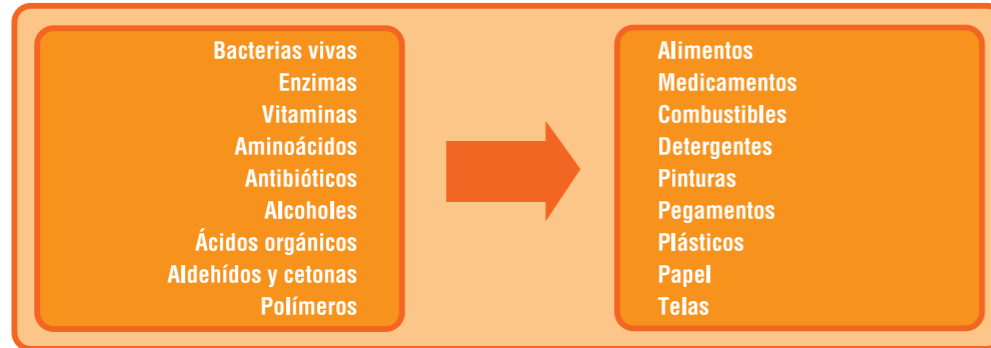 Bacterias vivas
Enzimas
Vitaminas
Aminoácidos
Antibióticos
Alcoholes
Ácidos orgánicos
Aldehídos y cetonas
Polímeros
Alimentos
Medicamentos
Combustibles
Detergentes
Pinturas
Pegamentos
Plásticos
Papel
Telas